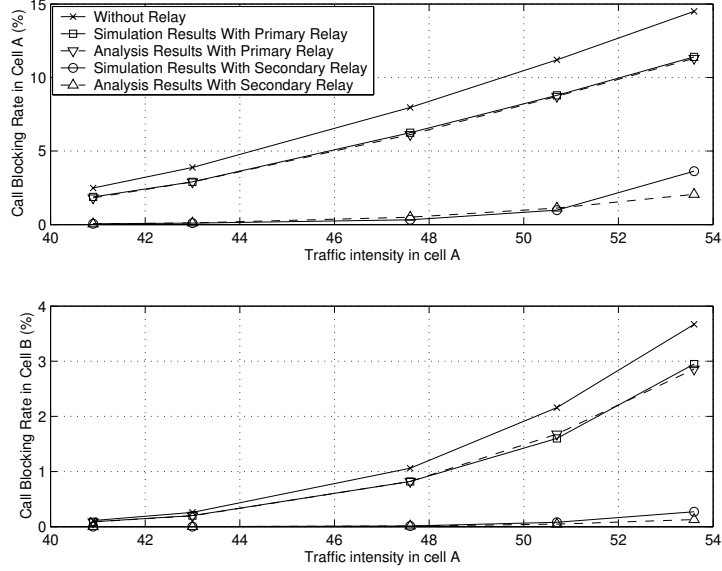 15
10
5
0
Call Blocking Rate in Cell A (%)
Without Relay
Simulation Results With Primary Relay
Analysis Results With Primary Relay
Simulation Results With Secondary Relay
Analysis Results With Secondary Relay
40 42 44 46 48 50 52 54
Traffic intensity in cell A
4
3
2
1
0
Call Blocking Rate in Cell B (%)
40 42 44 46 48 50 52 54
Traffic intensity in cell A